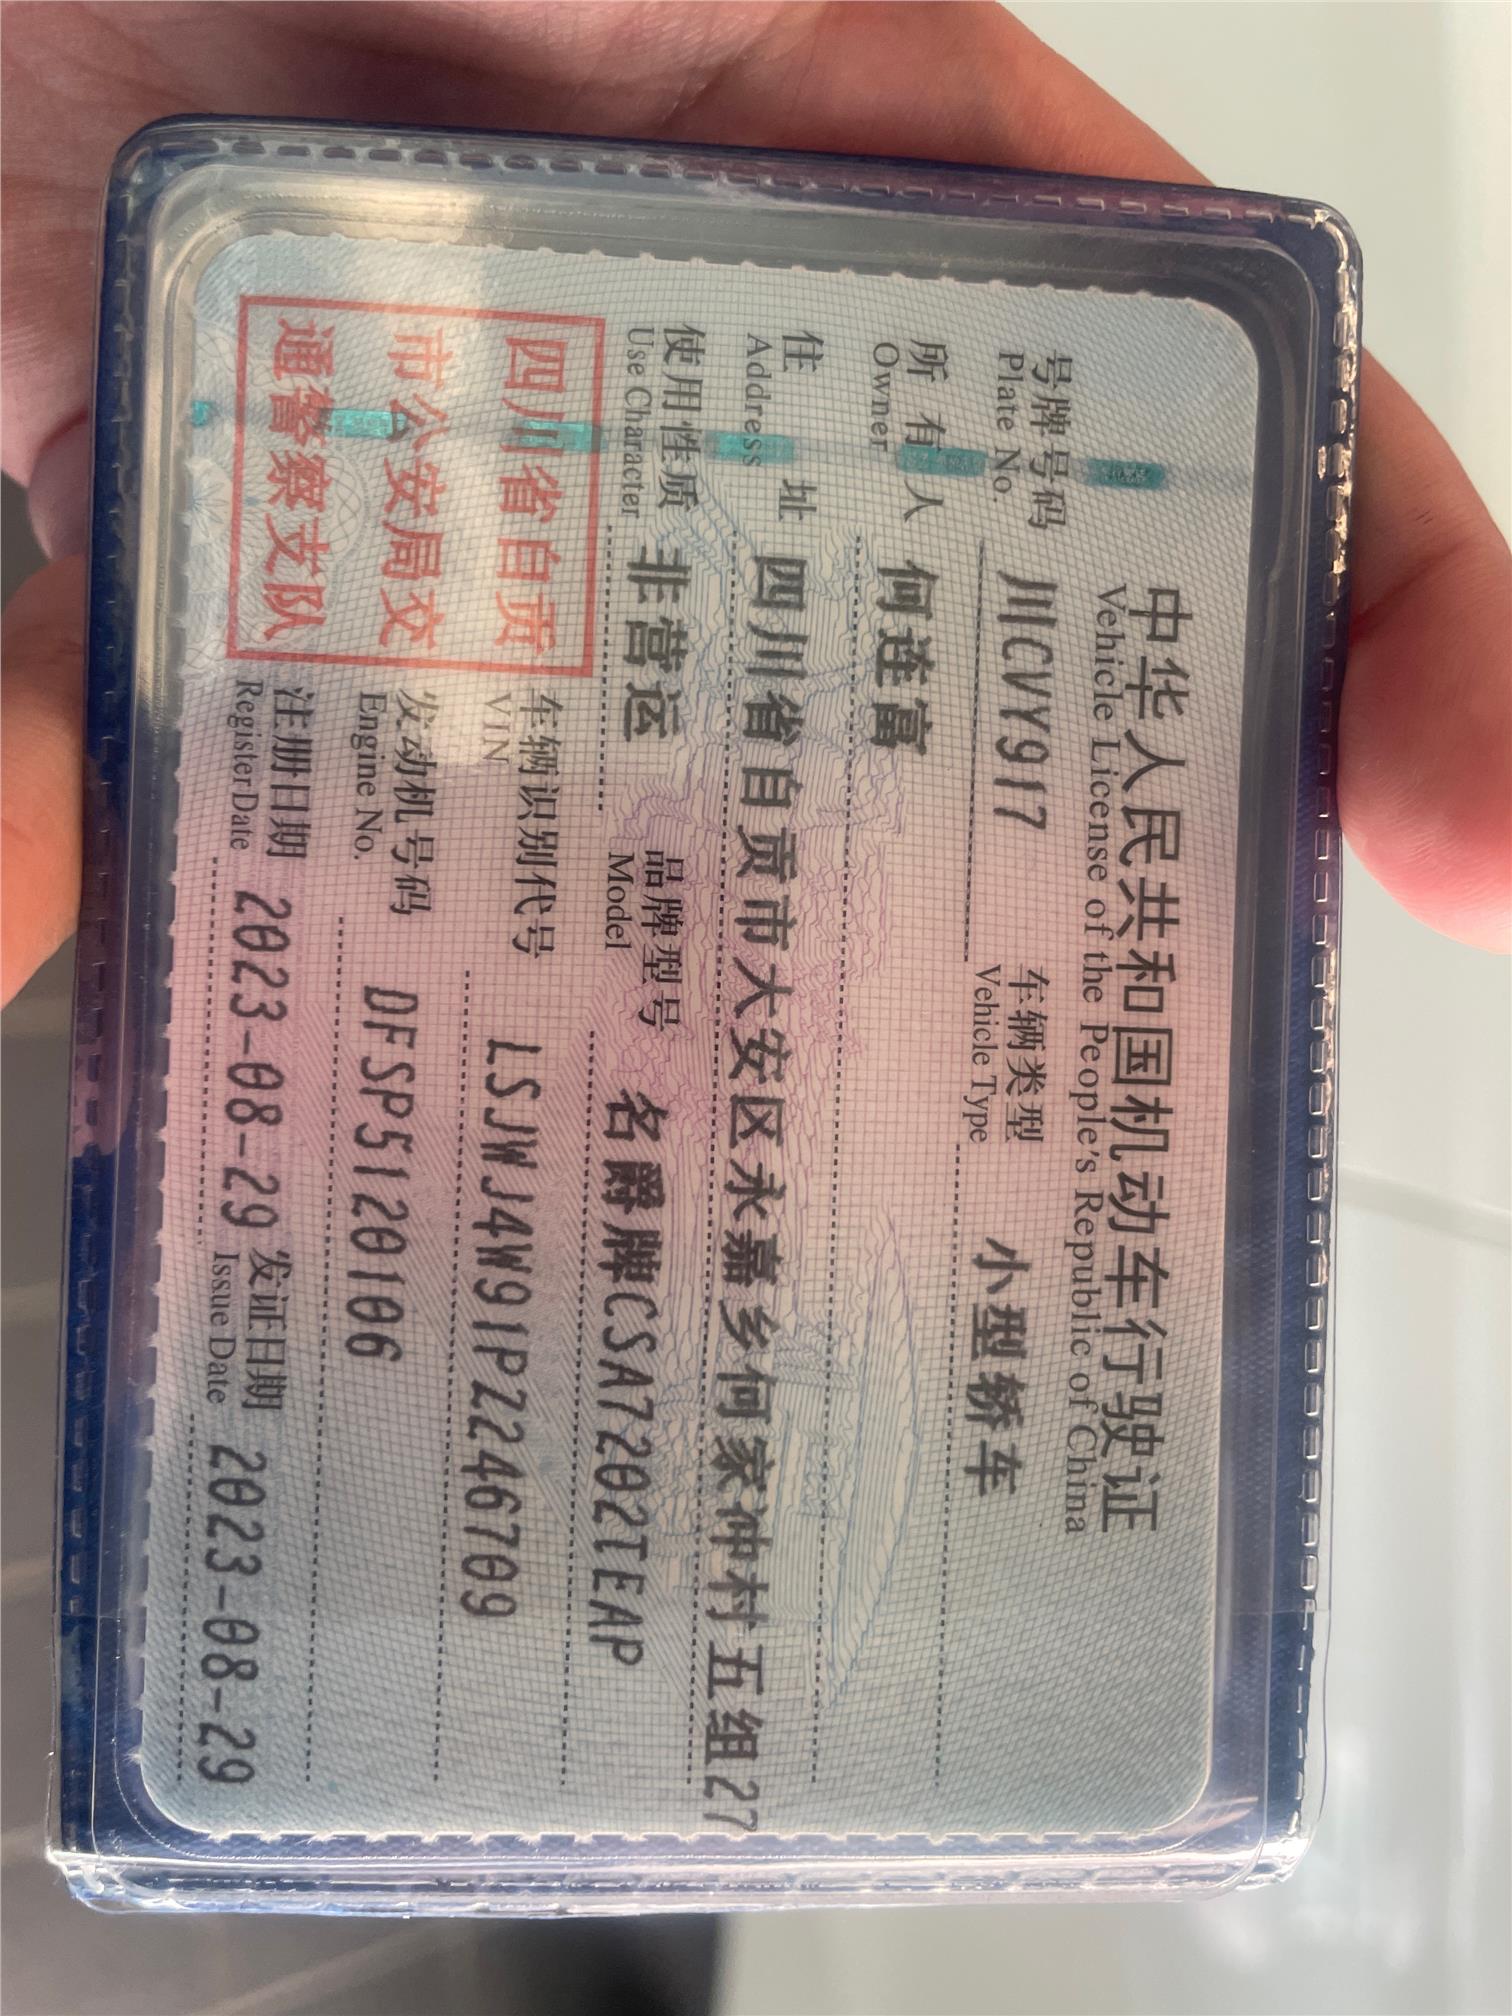 中华人民共和国机动车行驶证
Vehicle License of the People's Republic of China
号牌号码 川CVY917 车辆类型 小型轿车
Plate No. Vehicle Type
所有人 何连富
Owner
住址 四川省自贡市大安区永嘉乡何家冲村五组27
Address
使用性质 非营运 品牌型号 名爵牌CSA7202TEAP
Use Character Model
四川省自贡
市公安局交
通警察支队
车辆识别代号 LSJWJ4W91P2246709
VIN
发动机号码 DFSP5120106
Engine No.
注册日期 2023-08-29 发证日期 2023-08-29
Register Date Issue Date